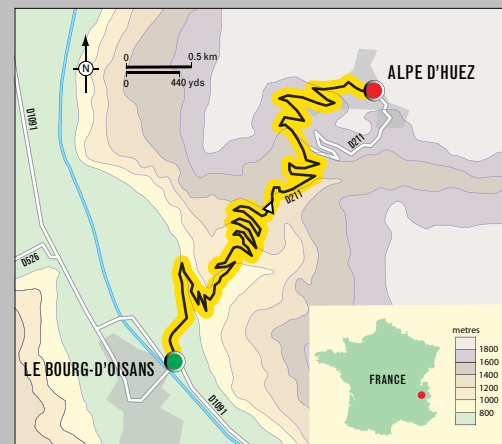 N
0 0.5 km
0 440 yds
ALPE D'HUEZ
D1091
D211
D211
D526
LE BOURG-D'OISANS
D1091
FRANCE
metres
1800
1600
1400
1200
1000
800